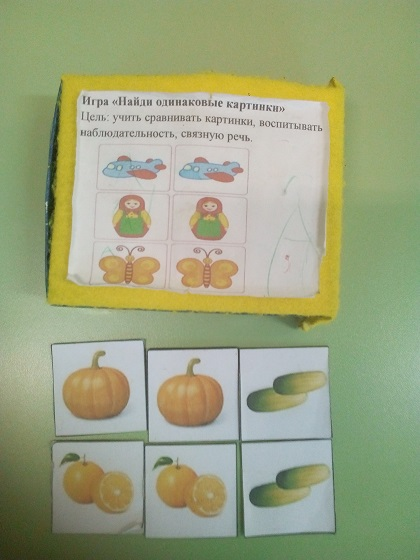 Игра «Найди одинаковые картинки»
Цель: учить сравнивать картинки, воспитывать
наблюдательность, связную речь.